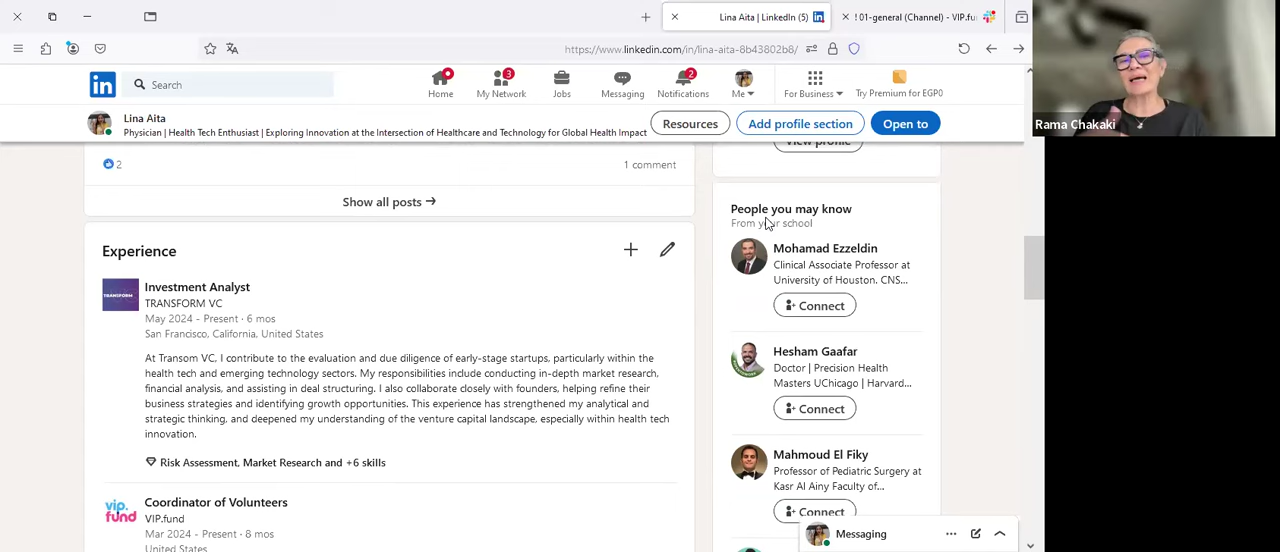 Lina Aita | LinkedIn (5)
! 01-general (Channel) - VIP.fu
https://www.linkedin.com/in/lina-aita-8b43802b8/
in
Search
Home
3
My Network
Jobs
Messaging
2
Notifications
Me
For Business
Try Premium for EGP0
Rama Chakaki
Lina Aita
Physician | Health Tech Enthusiast | Exploring Innovation at the Intersection of Healthcare and Technology for Global Health Impact
Resources
Add profile section
Open to
2
1 comment
Show all posts →
Experience
Investment Analyst
TRANSFORM VC
May 2024 - Present · 6 mos
San Francisco, California, United States
At Transom VC, I contribute to the evaluation and due diligence of early-stage startups, particularly within the
health tech and emerging technology sectors. My responsibilities include conducting in-depth market research,
financial analysis, and assisting in deal structuring. I also collaborate closely with founders, helping refine their
business strategies and identifying growth opportunities. This experience has strengthened my analytical and
strategic thinking, and deepened my understanding of the venture capital landscape, especially within health tech
innovation.
Risk Assessment, Market Research and +6 skills
vip.
fund
Coordinator of Volunteers
VIP.fund
Mar 2024 - Present · 8 mos
United States
View profile
People you may know
From your school
Mohamad Ezzeldin
Clinical Associate Professor at
University of Houston. CNS...
Connect
Hesham Gaafar
Doctor | Precision Health
Masters UChicago | Harvard...
Connect
Mahmoud El Fiky
Professor of Pediatric Surgery at
Kasr Al Ainy Faculty of...
Connect
Messaging